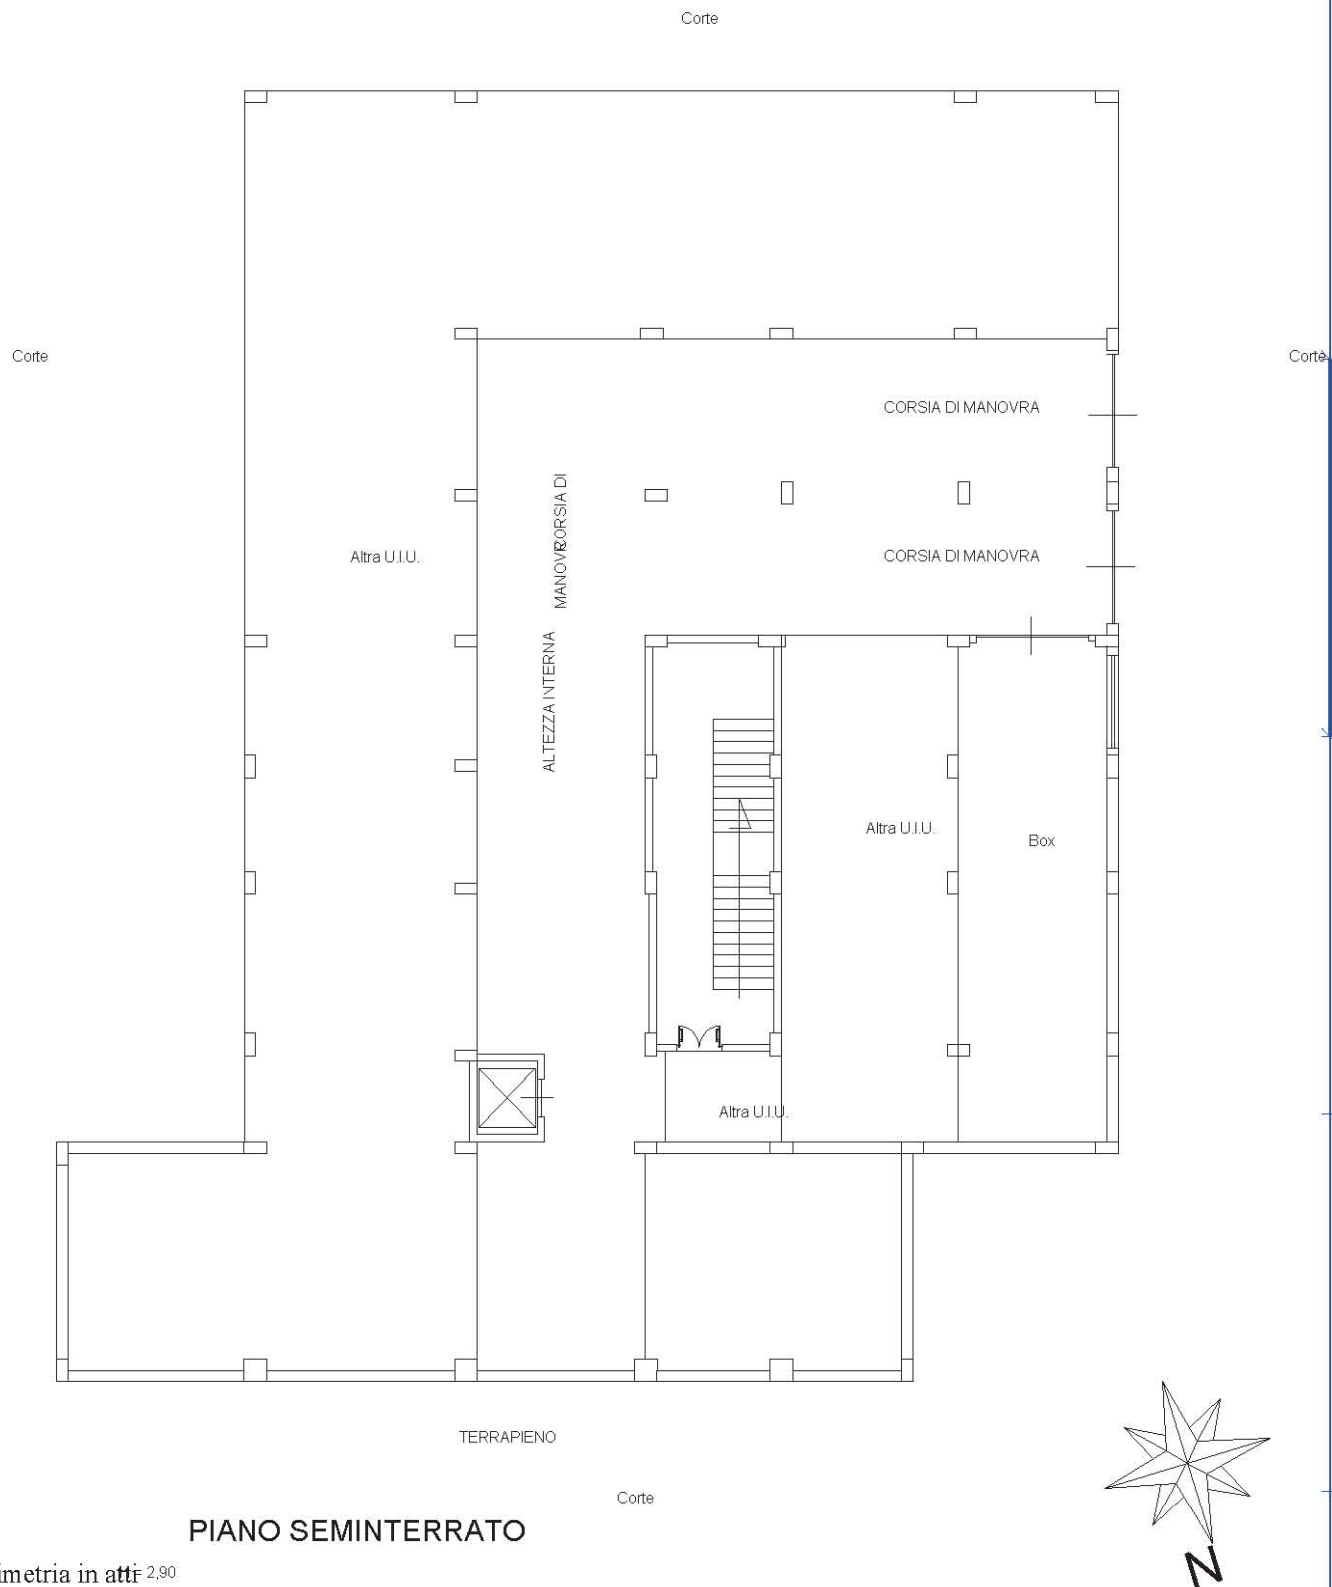 Corte
Corte
Corte
CORSIA DI MANOVRA
CORSIA DI
MANOVRA
CORSIA DI MANOVRA
Altra U.I.U.
ALTEZZA INTERNA
Altra U.I.U.
Box
Altra U.I.U.
TERRAPIENO
Corte
PIANO SEMINTERRATO
N
imetria in atti
= 2,90